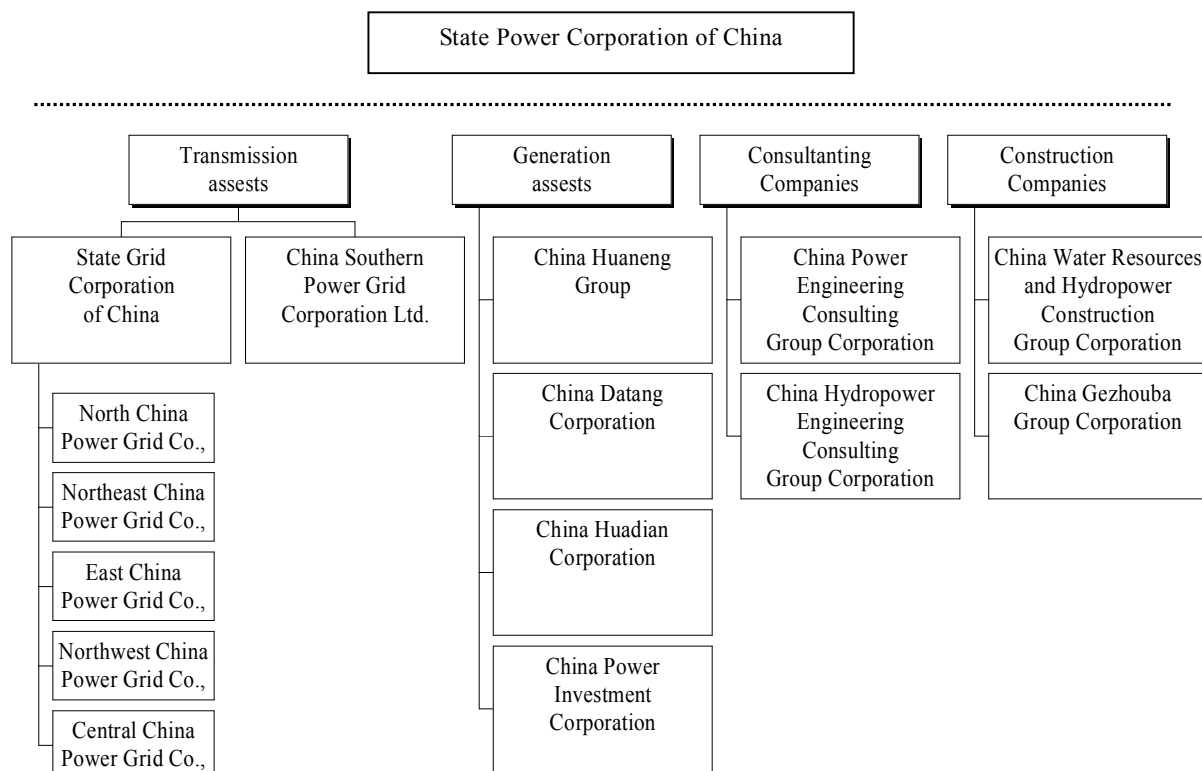 State Power Corporation of China
Transmission
assests
Generation
assests
Consultanting
Companies
Construction
Companies
State Grid
Corporation
of China
China Southern
Power Grid
Corporation Ltd.
North China
Power Grid Co.,
Northeast China
Power Grid Co.,
East China
Power Grid Co.,
Northwest China
Power Grid Co.,
Central China
Power Grid Co.,
China Huaneng
Group
China Datang
Corporation
China Huadian
Corporation
China Power
Investment
Corporation
China Power
Engineering
Consulting
Group Corporation
China Hydropower
Engineering
Consulting
Group Corporation
China Water Resources
and Hydropower
Construction
Group Corporation
China Gezhouba
Group Corporation